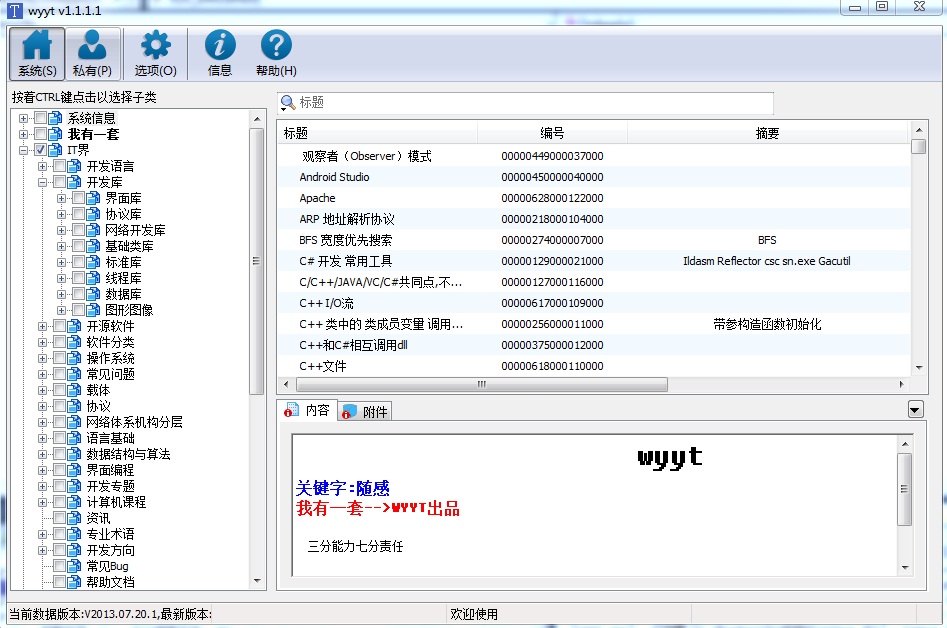 wyyt v1.1.1.1
系统(S) 私有(P) 选项(O) 信息 帮助(H)
按着CTRL键点击以选择子类
系统信息
我有一套
IT界
开发语言
开发库
界面库
协议库
网络开发库
基础类库
标准库
线程库
数据库
图形图像
开源软件
软件分类
操作系统
常见问题
载体
协议
网络体系机构分层
语言基础
数据结构与算法
界面编程
开发专题
计算机课程
资讯
专业术语
开发方向
常见Bug
帮助文档
标题
标题 编号 摘要
观察者（Observer）模式 00000449000037000
Android Studio 00000450000040000
Apache 00000628000122000
ARP 地址解析协议 00000218000104000
BFS 宽度优先搜索 00000274000007000 BFS
C# 开发 常用工具 00000129000021000 Ildasm Reflector csc sn.exe Gacutil
C/C++/JAVA/VC/C#共同点,不... 00000127000116000
C++ I/O流 00000617000109000
C++ 类中的 类成员变量 调用... 00000256000011000 带参构造函数初始化
C++和C#相互调用dll 00000375000012000
C++文件 00000618000110000
内容 附件
wyyt
关键字:随感
我有一套-->WYYT出品
三分能力七分责任
当前数据版本:V2013.07.20.1,最新版本: 欢迎使用